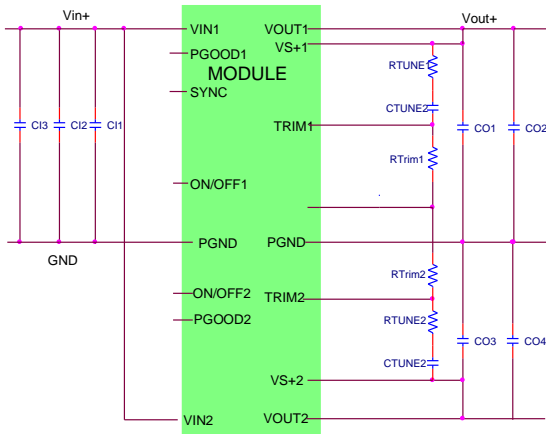 Vin+
Vout+
VIN1
VOUT1
VS+1
PGOOD1
MODULE
RTUNE1
SYNC
CTUNE2
CI3
CI2
CI1
TRIM1
CO1
CO2
RTrim1
ON/OFF1
PGND
PGND
GND
RTrim2
ON/OFF2
TRIM2
PGOOD2
RTUNE2
CO3
CO4
CTUNE2
VS+2
VIN2
VOUT2